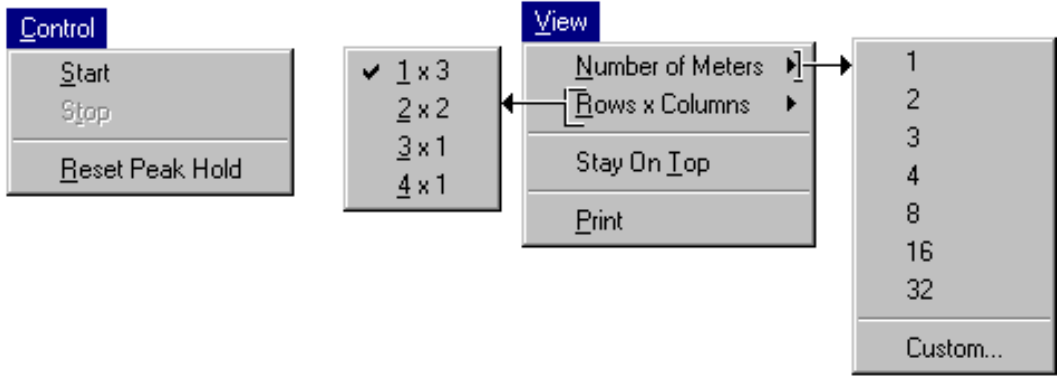 Control
Start
Stop
Reset Peak Hold
1 x 3
2 x 2
3 x 1
4 x 1
View
Number of Meters
Rows x Columns
Stay On Top
Print
1
2
3
4
8
16
32
Custom...